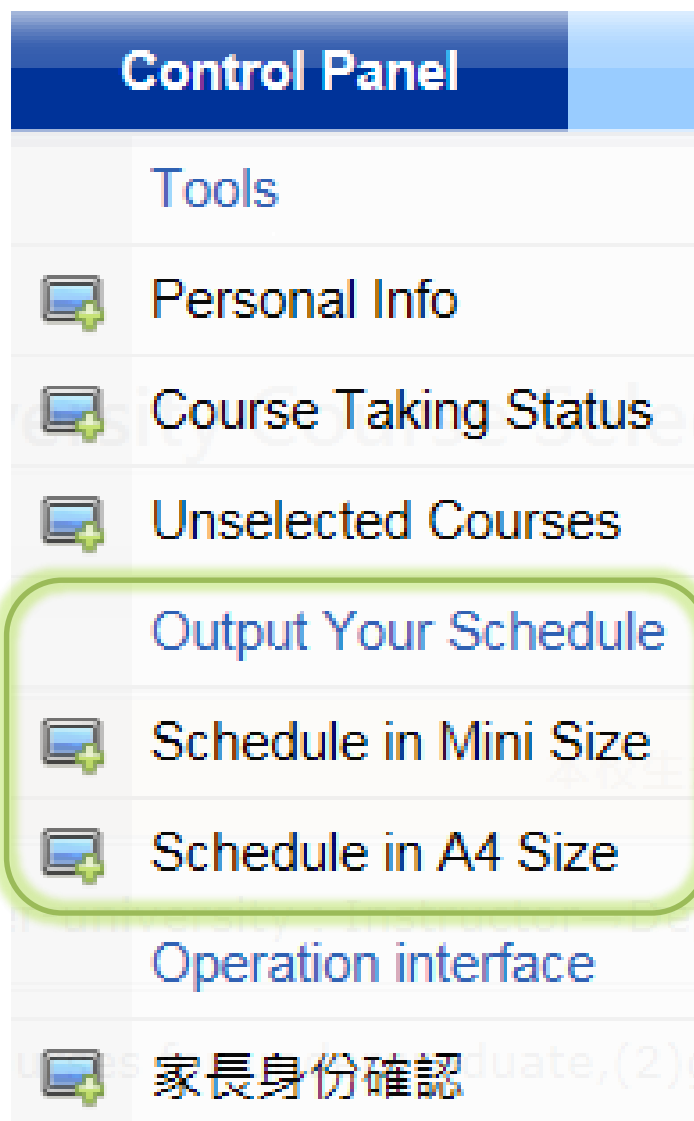 Control Panel
Tools
Personal Info
Course Taking Status
Unselected Courses
Output Your Schedule
Schedule in Mini Size
Schedule in A4 Size
Operation interface
家長身份確認